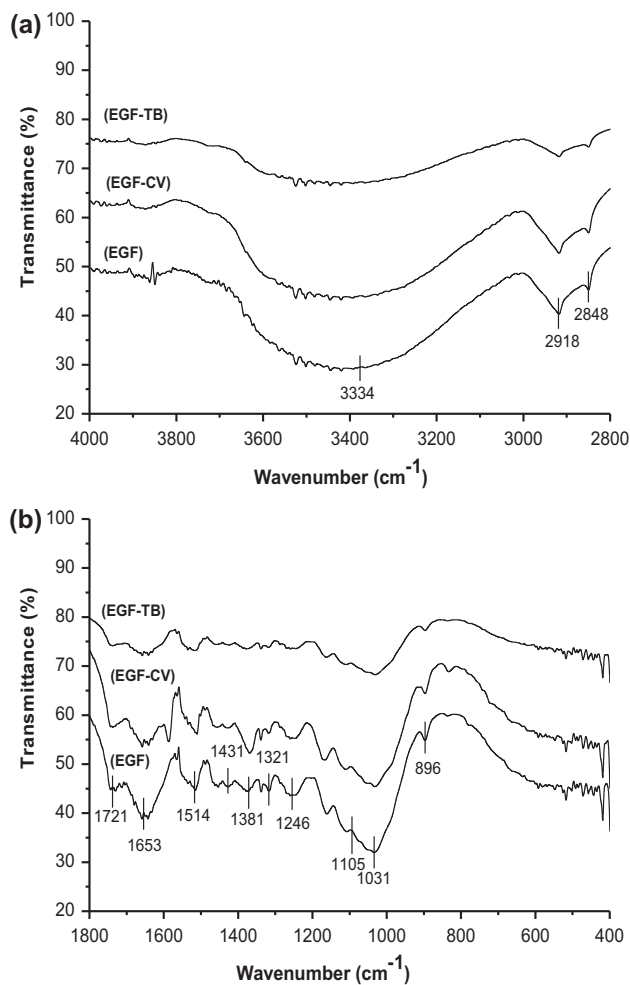 (a)
100
90
80
70
60
50
40
30
20
Transmittance (%)
(EGF-TB)
(EGF-CV)
(EGF)
3334
2918
2848
4000 3800 3600 3400 3200 3000 2800
Wavenumber (cm-1)
(b)
100
90
80
70
60
50
40
30
20
Transmittance (%)
(EGF-TB)
(EGF-CV)
(EGF)
1431 1321
1721
1653
1514
1381
1246
1105
1031
896
1800 1600 1400 1200 1000 800 600 400
Wavenumber (cm-1)